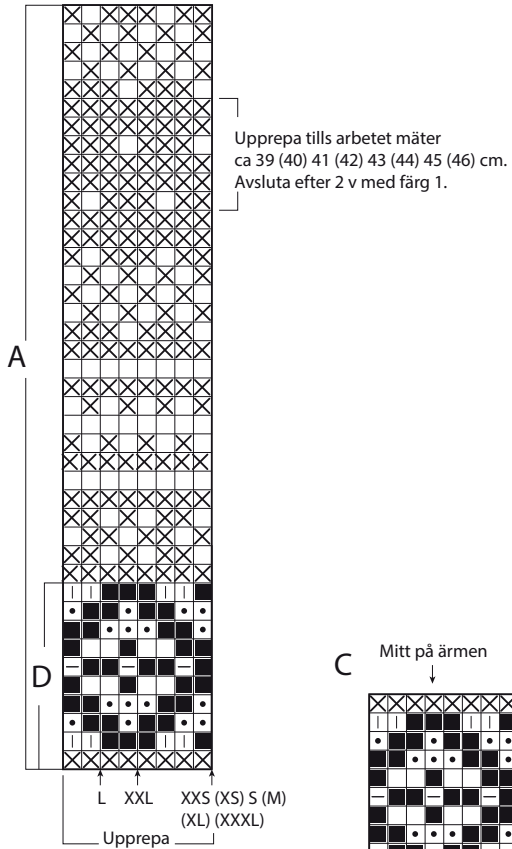 Upprepa tills arbetet mäter
ca 39 (40) 41 (42) 43 (44) 45 (46) cm.
Avsluta efter 2 v med färg 1.
A
D
L XXL XXS (XS) S (M)
(XL) (XXXL)
Upprepa
C
Mitt på ärmen